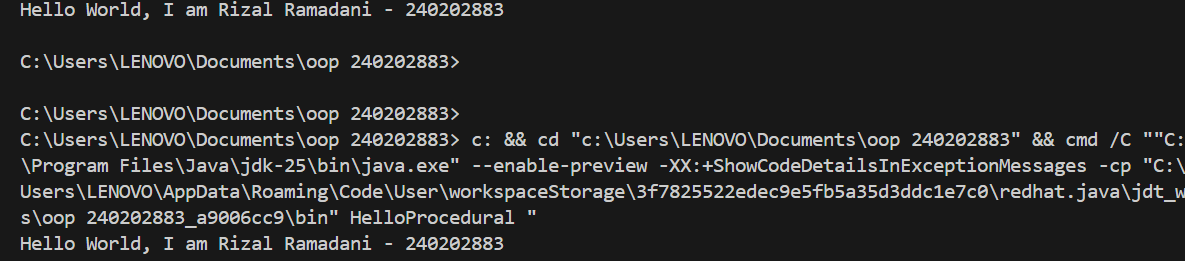 Hello World, I am Rizal Ramadani - 240202883
C:\Users\LENOVO\Documents\oop 240202883>
C:\Users\LENOVO\Documents\oop 240202883>
C:\Users\LENOVO\Documents\oop 240202883> c: && cd "c:\Users\LENOVO\Documents\oop 240202883" && cmd /C ""C:
\Program Files\Java\jdk-25\bin\java.exe" --enable-preview -XX:+ShowCodeDetailsInExceptionMessages -cp "C:\
Users\LENOVO\AppData\Roaming\Code\User\workspaceStorage\3f7825522edec9e5fb5a35d3ddc1e7c0\redhat.java\jdt_w
s\oop 240202883_a9006cc9\bin" HelloProcedural "
Hello World, I am Rizal Ramadani - 240202883